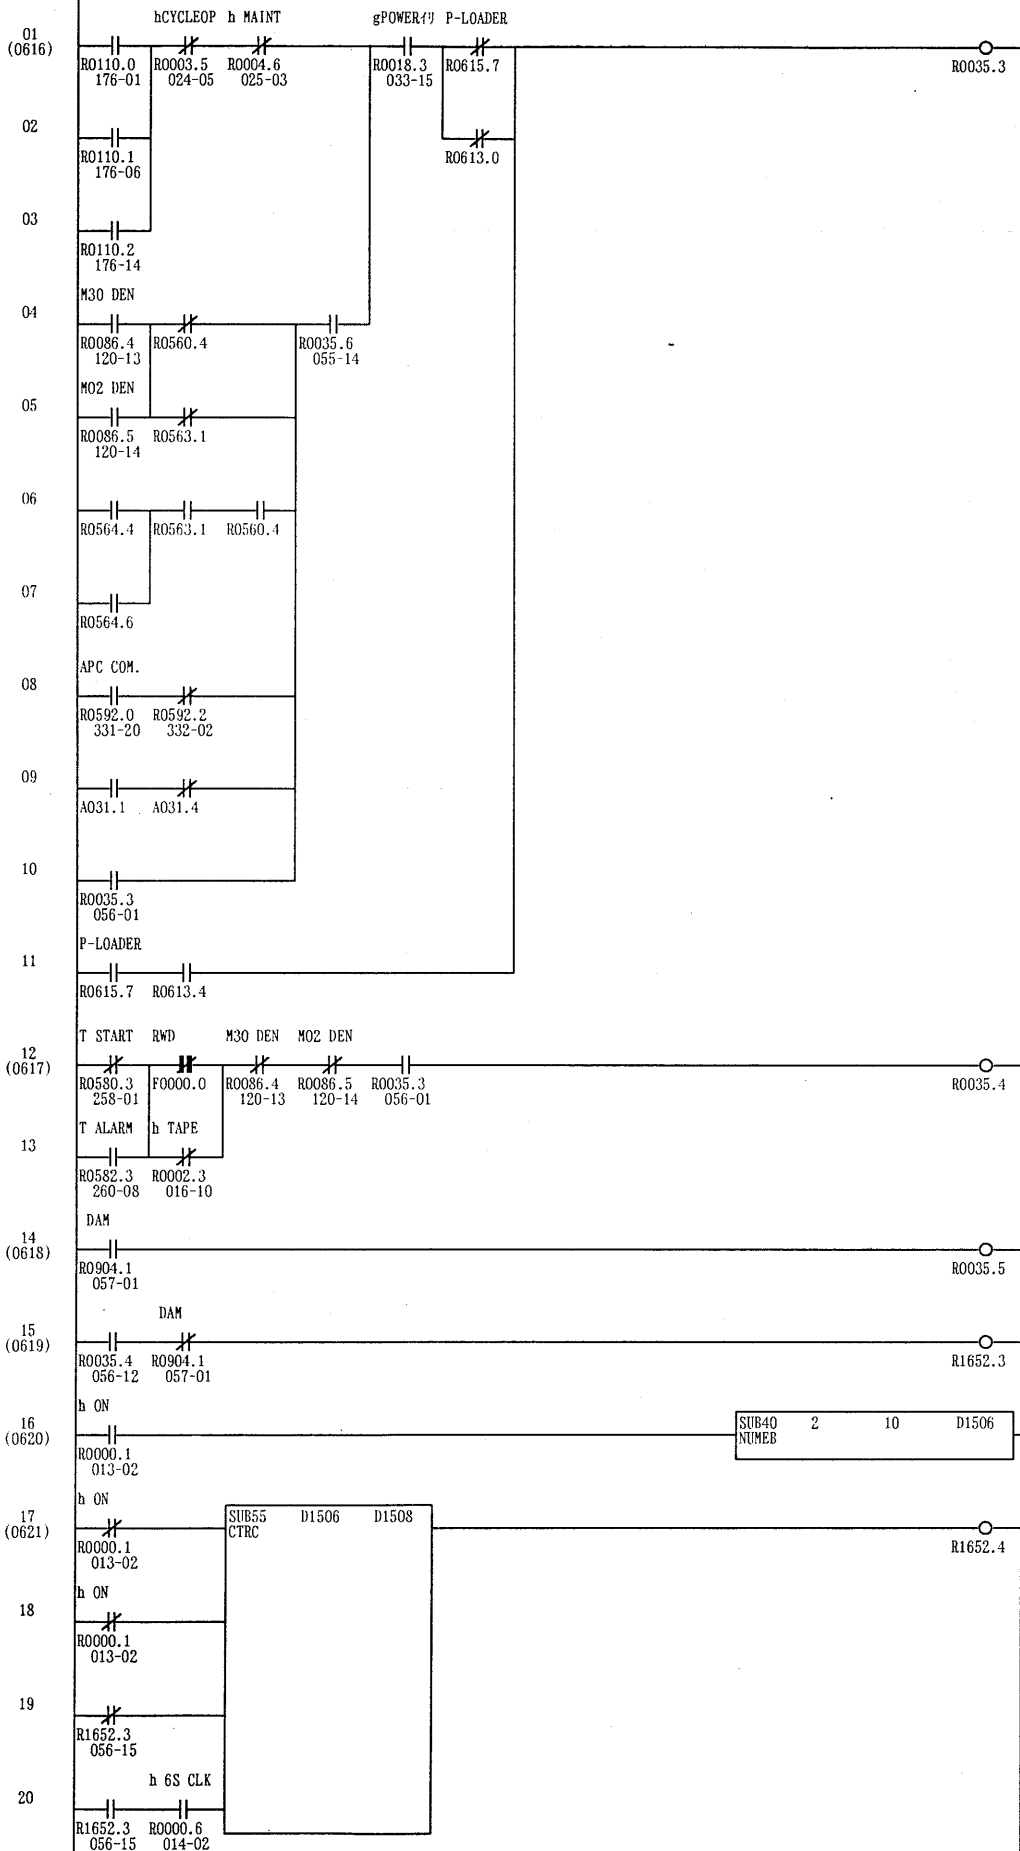 hCYCLEOP h MAINT gPOWERイリ P-LOADER
01
(0616)
R0110.0 R0003.5 R0004.6 R0018.3 R0615.7 R0035.3
176-01 024-05 025-03 033-15
02
R0110.1 R0613.0
176-06
03
R0110.2
176-14
M30 DEN
04
R0086.4 R0560.4 R0035.6
120-13 055-14
M02 DEN
05
R0086.5 R0563.1
120-14
06
R0564.4 R0563.1 R0560.4
07
R0564.6
APC COM.
08
R0592.0 R0592.2
331-20 332-02
09
A031.1 A031.4
10
R0035.3
056-01
P-LOADER
11
R0615.7 R0613.4
T START RWD M30 DEN M02 DEN
12
(0617)
R0580.3 F0000.0 R0086.4 R0086.5 R0035.3 R0035.4
258-01 120-13 120-14 056-01
T ALARM h TAPE
13
R0582.3 R0002.3
260-08 016-10
DAM
14
(0618)
R0904.1 R0035.5
057-01
DAM
15
(0619)
R0035.4 R0904.1 R1652.3
056-12 057-01
h ON
16
(0620)
SUB40 2 10 D1506
NUMEB
R0000.1
013-02
h ON
17
(0621)
SUB55 D1506 D1508
CTRC
R0000.1 R1652.4
013-02
h ON
18
R0000.1
013-02
19
R1652.3
056-15
h 6S CLK
20
R1652.3 R0000.6
056-15 014-02